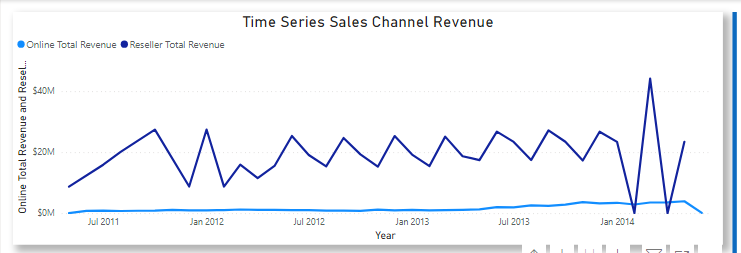 Time Series Sales Channel Revenue
Online Total Revenue Reseller Total Revenue
Online Total Revenue and Resel...
$40M
$20M
$0M
Jul 2011 Jan 2012 Jul 2012 Jan 2013 Jul 2013 Jan 2014
Year